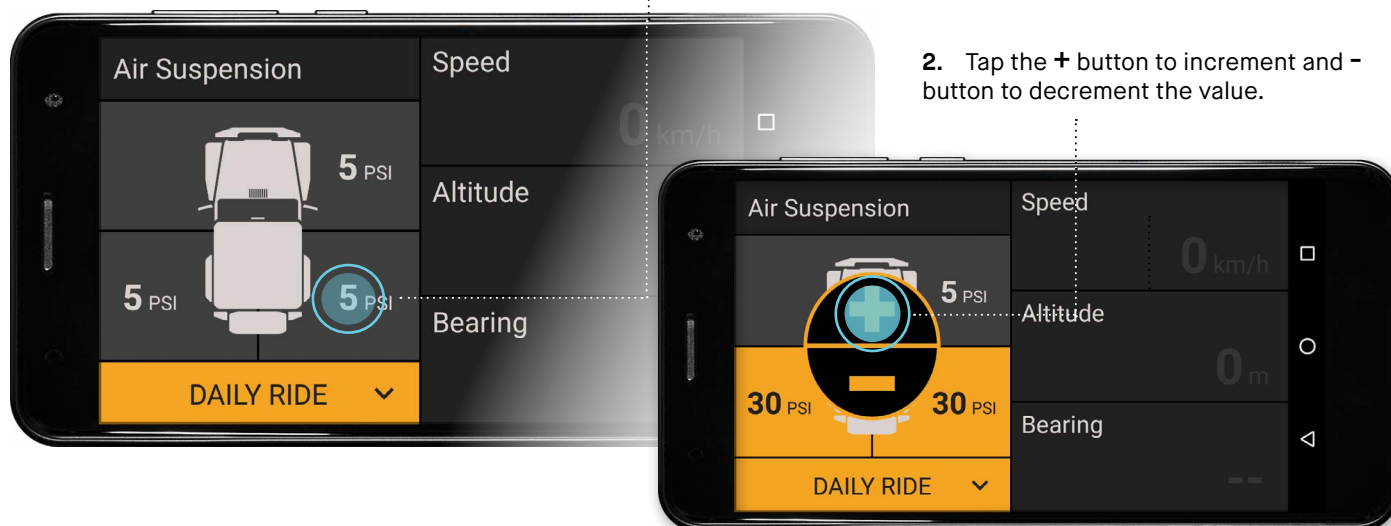 Air Suspension
Speed
0 km/h
5 PSI
Altitude
5 PSI
5 PSI
Bearing
DAILY RIDE
2. Tap the + button to increment and -
button to decrement the value.
Air Suspension
Speed
0 km/h
5 PSI
Altitude
0 m
30 PSI
30 PSI
Bearing
--
DAILY RIDE